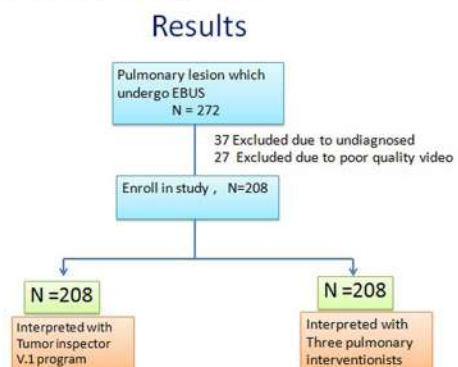 Results
Pulmonary lesion which
undergo EBUS
N = 272
37 Excluded due to undiagnosed
27 Excluded due to poor quality video
Enroll in study , N=208
N =208
N =208
Interpreted with
Tumor inspector
V.1 program
Interpreted with
Three pulmonary
interventionists